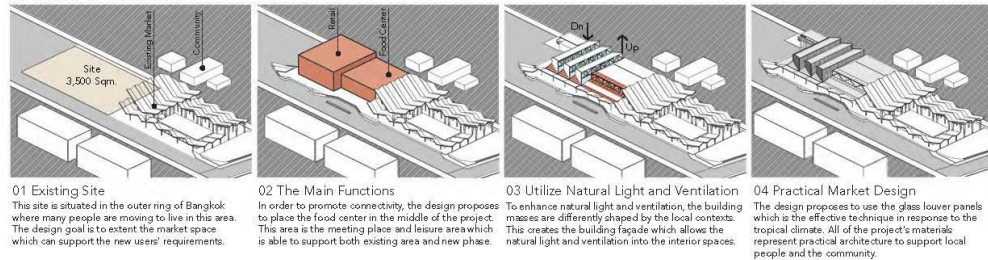 Site
3,500 Sqm.
Existing Market
Community
01 Existing Site
This site is situated in the outer ring of Bangkok
where many people are moving to live in this area.
The design goal is to extent the market space
which can support the new users' requirements.
Retail
Food Center
02 The Main Functions
In order to promote connectivity, the design proposes
to place the food center in the middle of the project.
This area is the meeting place and leisure area which
is able to support both existing area and new phase.
Dn
Up
03 Utilize Natural Light and Ventilation
To enhance natural light and ventilation, the building
masses are differently shaped by the local contexts.
This creates the building façade which allows the
natural light and ventilation into the interior spaces.
04 Practical Market Design
The design proposes to use the glass louver panels
which is the effective technique in response to the
tropical climate. All of the project's materials
represent practical architecture to support local
people and the community.